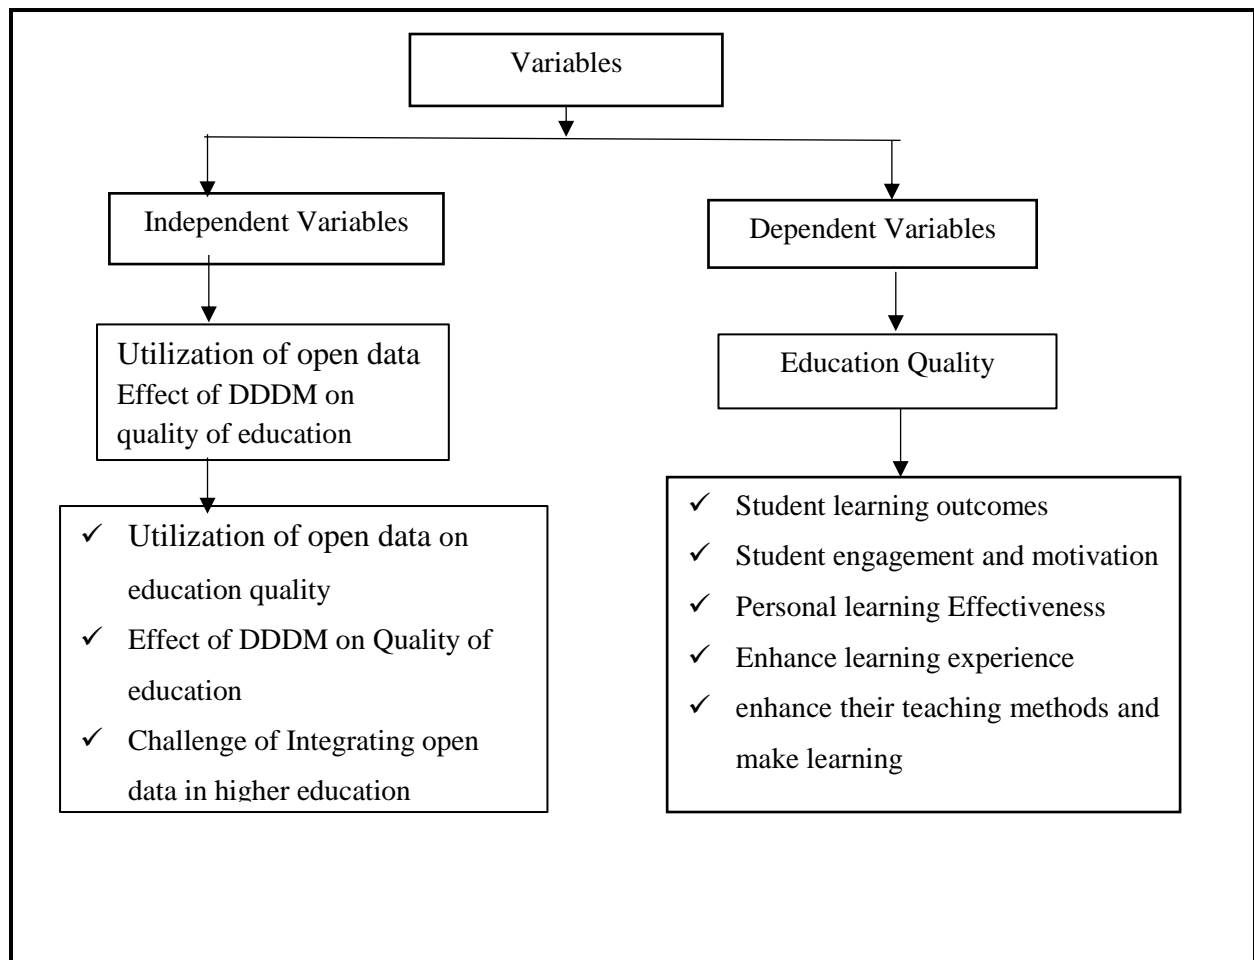 Variables
Independent Variables
Dependent Variables
Utilization of open data
Effect of DDDM on
quality of education
Education Quality
✓ Utilization of open data on
education quality
✓ Effect of DDDM on Quality of
education
✓ Challenge of Integrating open
data in higher education
✓ Student learning outcomes
✓ Student engagement and motivation
✓ Personal learning Effectiveness
✓ Enhance learning experience
✓ enhance their teaching methods and
make learning